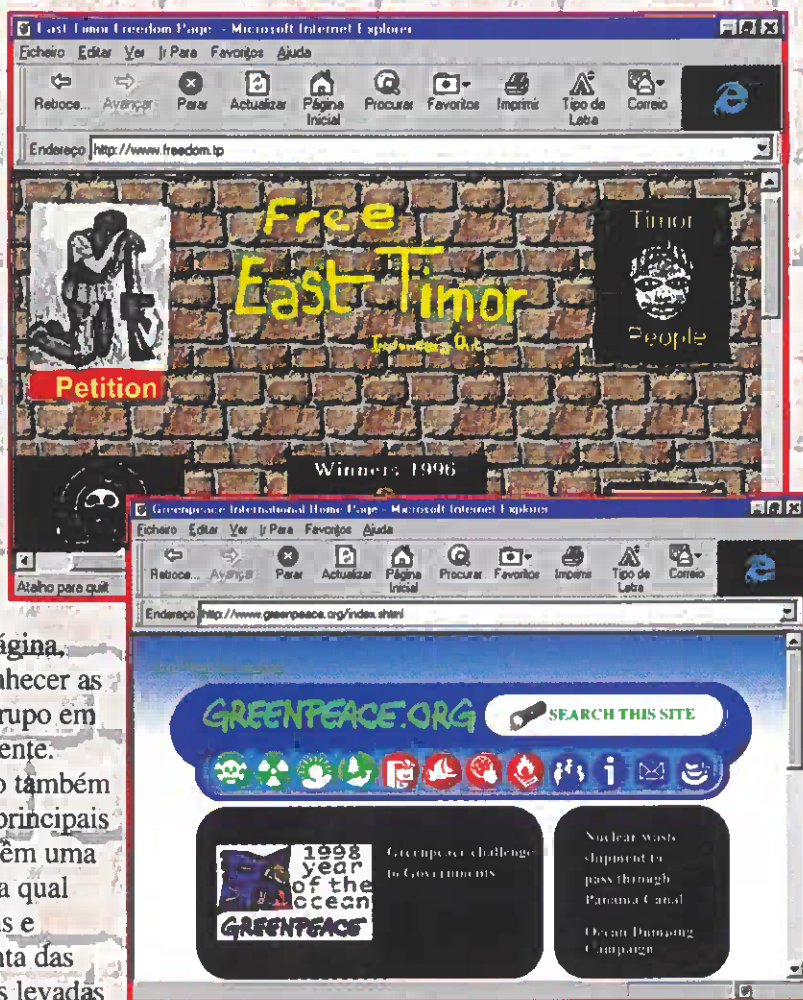 East Timor Freedom Page - Microsoft Internet Explorer
Ficheiro Editar Ver Ir Para Favoritos Ajuda
Retroce... Avançar Parar Actualizar Página Inicial Procurar Favoritos Imprimir Tipo de Letra Correio
Endereço http://www.freedom.tp
Free
East Timor
Timor
People
Petition
Winners 1996
Atalho para
Greenpeace International Home Page - Microsoft Internet Explorer
Ficheiro Editar Ver Ir Para Favoritos Ajuda
Retroce... Avançar Parar Actualizar Página Inicial Procurar Favoritos Imprimir Tipo de Letra Correio
Endereço http://www.greenpeace.org/index.shtml
GREENPEACE.ORG
SEARCH THIS SITE
1998
year
of the
ocean
GREENPEACE
Greenpeace challenge
to Governments
Nuclear waste
shipment to
pass through
Panama Canal
Ocean Dumping
Campaign
ágina,
nhecer as
rupo em
ente.
o também
principais
êm uma
a qual
s e
nta das
s levadas